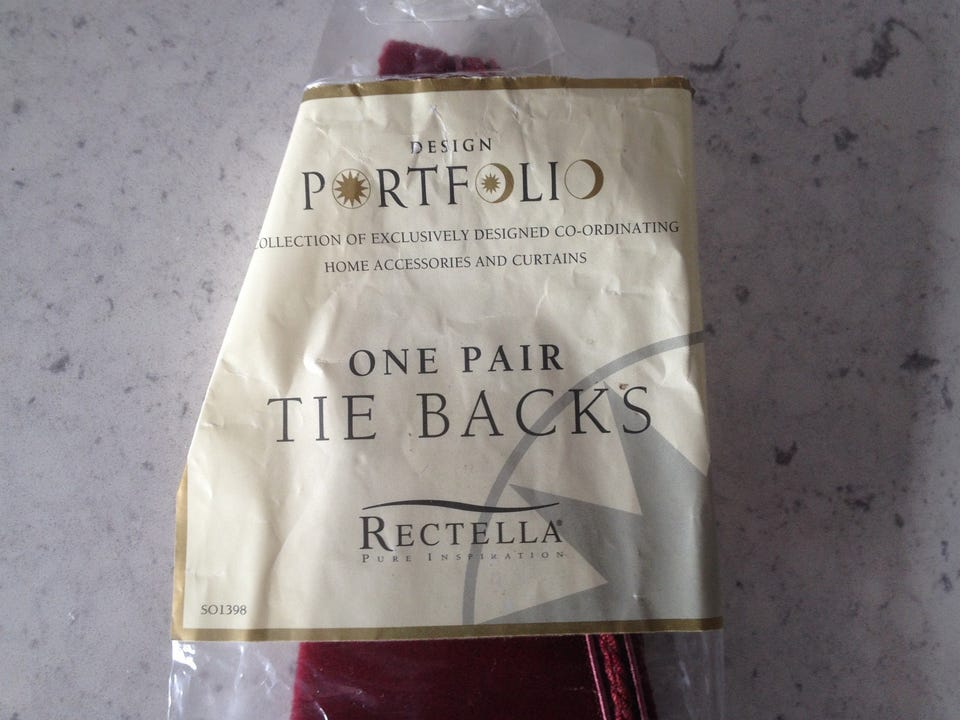 DESIGN
PORTFOLIO
COLLECTION OF EXCLUSIVELY DESIGNED CO-ORDINATING
HOME ACCESSORIES AND CURTAINS
ONE PAIR
TIE BACKS
RECTELLA®
PURE INSPIRATION
SO1398